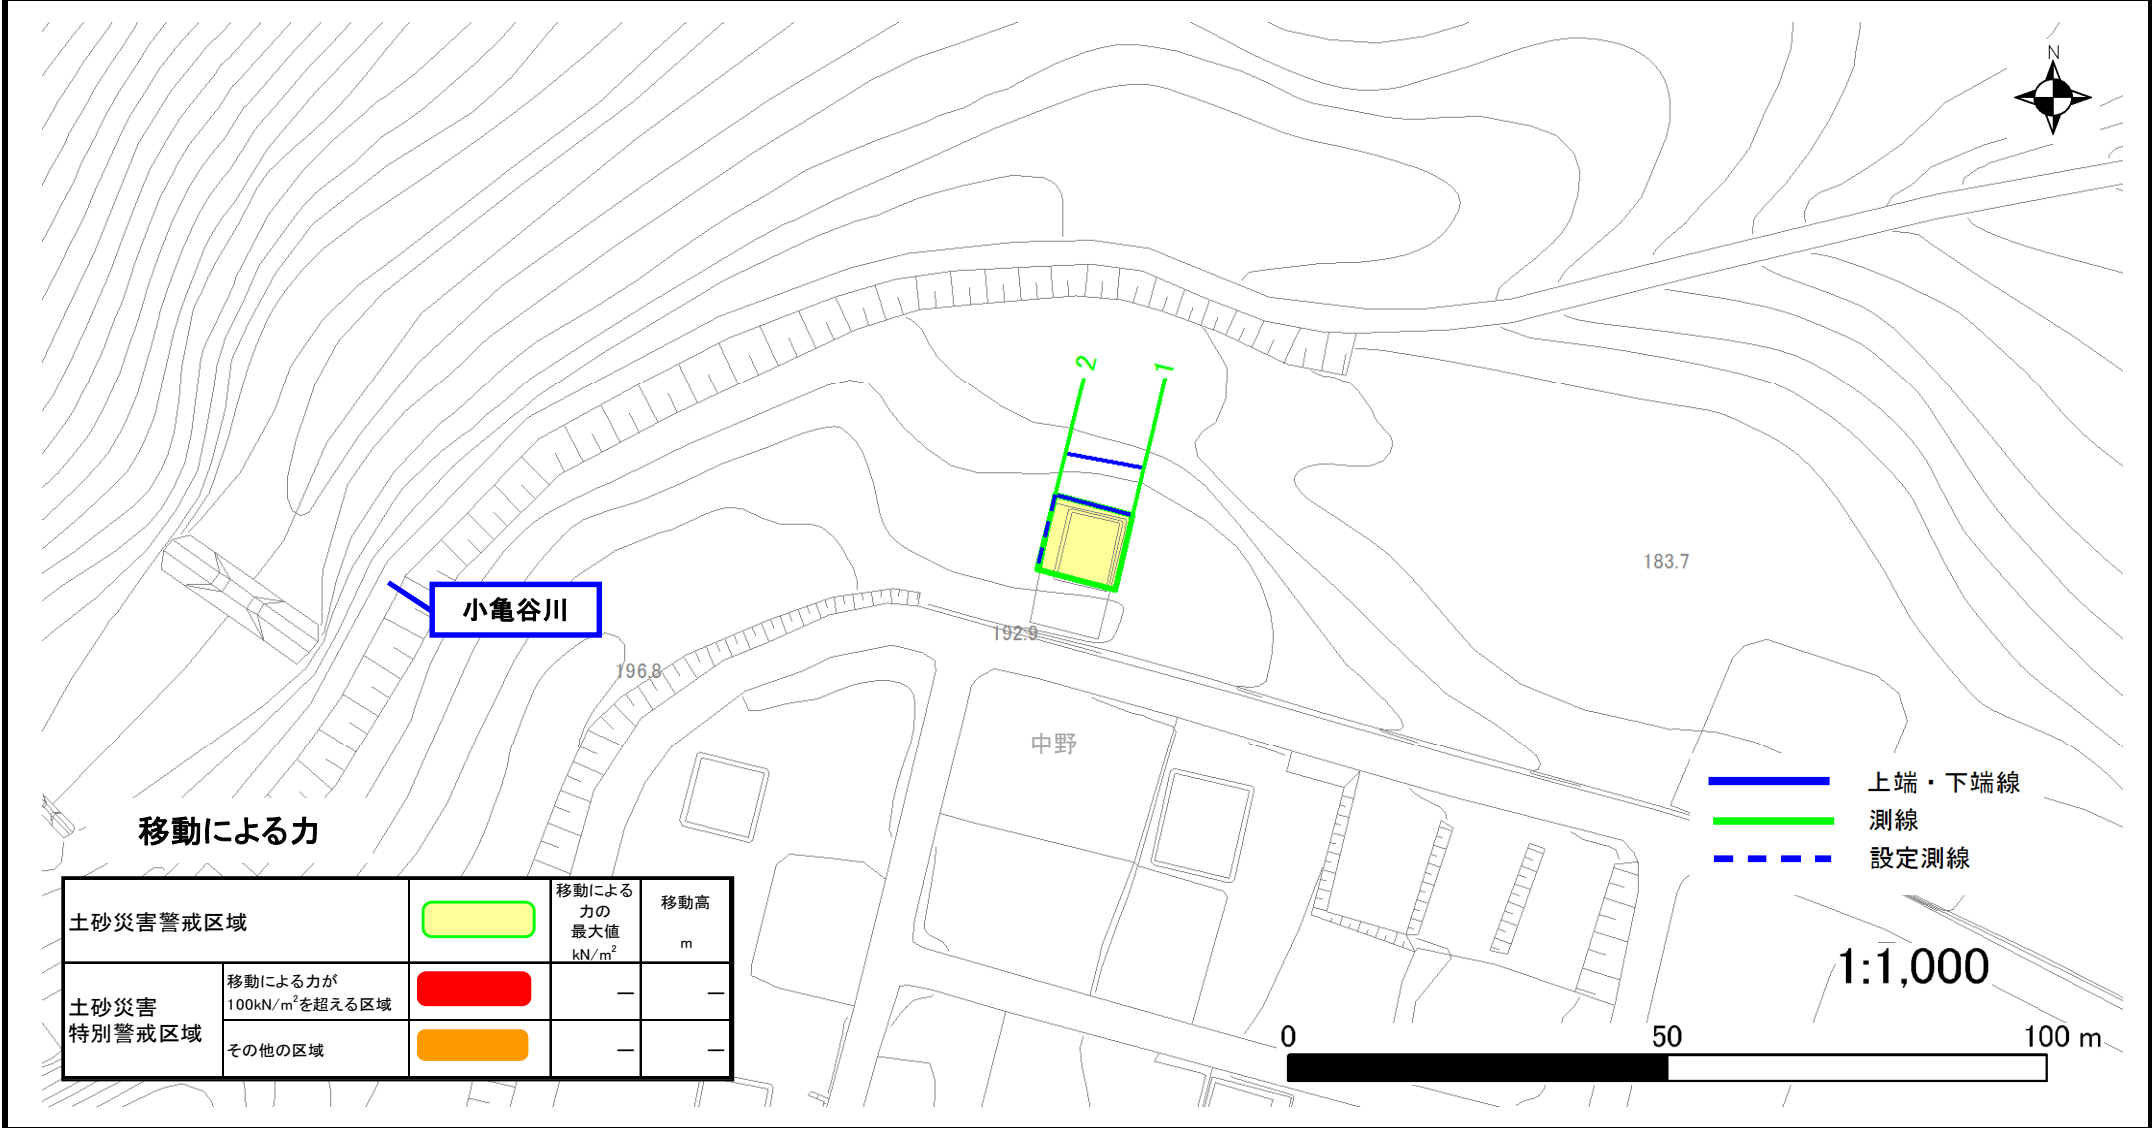 N
2
1
183.7
小亀谷川
192.9
196.8
中野
上端・下端線
測線
設定測線
移動による力
土砂災害警戒区域
移動による
力の
最大値
kN/m²
移動高
m
土砂災害
特別警戒区域
移動による力が
100kN/m²を超える区域
－
－
その他の区域
－
－
1:1,000
0
50
100 m